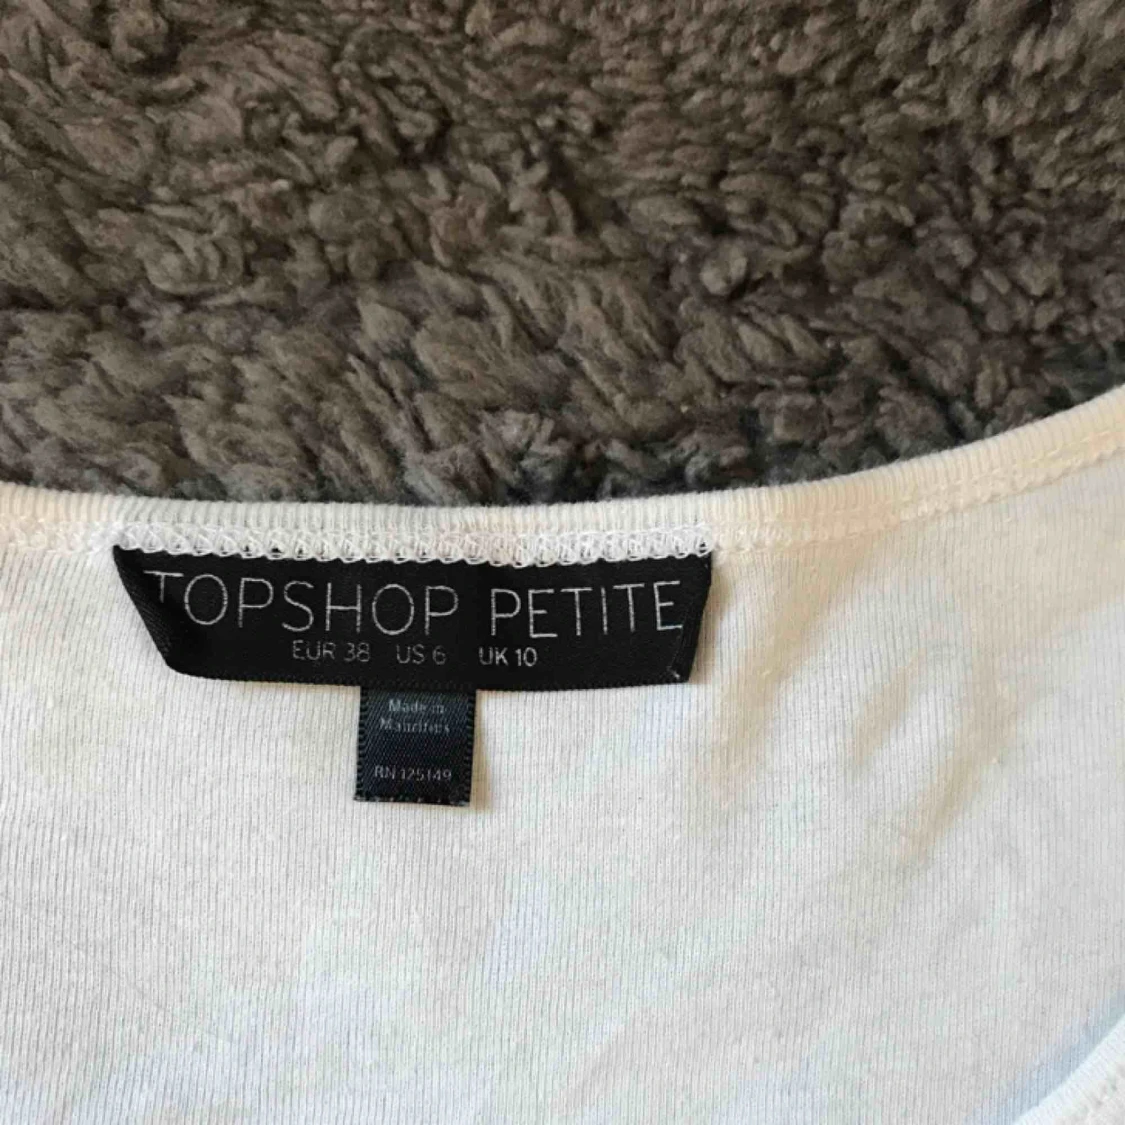 TOPSHOP PETITE
EUR 38 US 6 UK 10
Made in
Mauritius
RN 125149